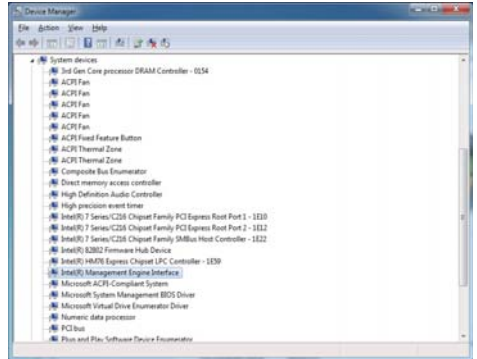 Device Manager
File Action View Help
System devices
3rd Gen Core processor DRAM Controller - 0154
ACPI Fan
ACPI Fan
ACPI Fan
ACPI Fan
ACPI Fan
ACPI Fixed Feature Button
ACPI Thermal Zone
ACPI Thermal Zone
Composite Bus Enumerator
Direct memory access controller
High Definition Audio Controller
High precision event timer
Intel(R) 7 Series/C216 Chipset Family PCI Express Root Port 1 - 1E10
Intel(R) 7 Series/C216 Chipset Family PCI Express Root Port 2 - 1E12
Intel(R) 7 Series/C216 Chipset Family SMBus Host Controller - 1E22
Intel(R) 82802 Firmware Hub Device
Intel(R) HM76 Express Chipset LPC Controller - 1E59
Intel(R) Management Engine Interface
Microsoft ACPI-Compliant System
Microsoft System Management BIOS Driver
Microsoft Virtual Drive Enumerator Driver
Numeric data processor
PCI bus
Plug and Play Software Device Enumerator